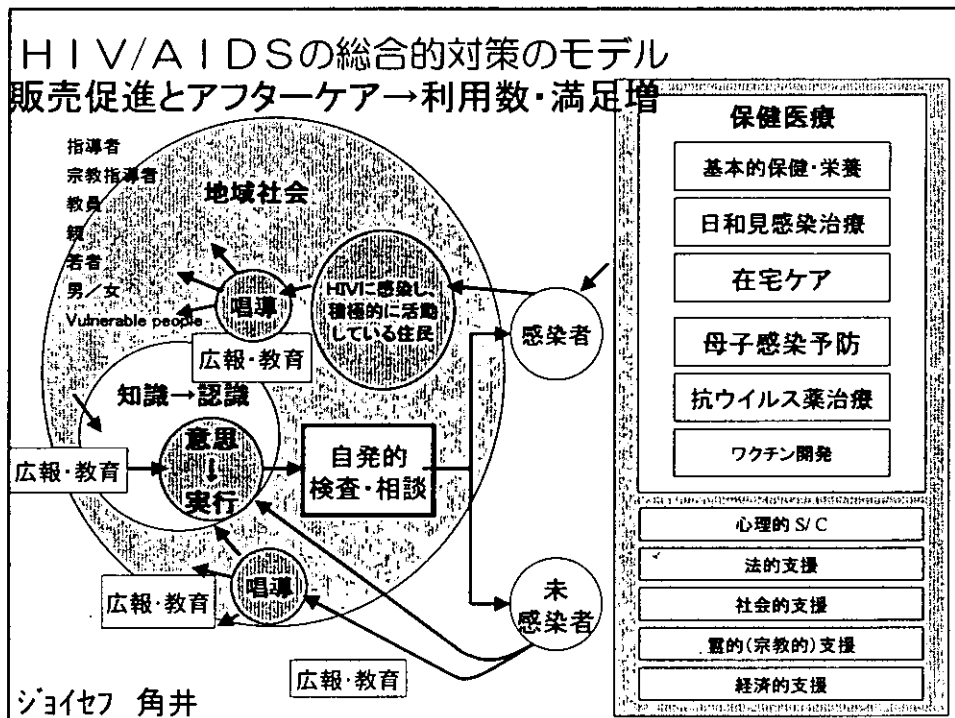 HIV/AIDSの総合的対策のモデル
販売促進とアフターケア→利用数・満足増
指導者
宗教指導者
教員
親
若者
男/女
Vulnerable people
地域社会
唱導
HIVに感染し、
積極的に活動
している住民
広報・教育
知識→認識
意思
↓
実行
広報・教育
自発的
検査・相談
感染者
未
感染者
唱導
広報・教育
広報・教育
保健医療
基本的保健・栄養
日和見感染治療
在宅ケア
母子感染予防
抗ウイルス薬治療
ワクチン開発
心理的S/C
法的支援
社会的支援
霊的(宗教的)支援
経済的支援
ジョイセフ 角井